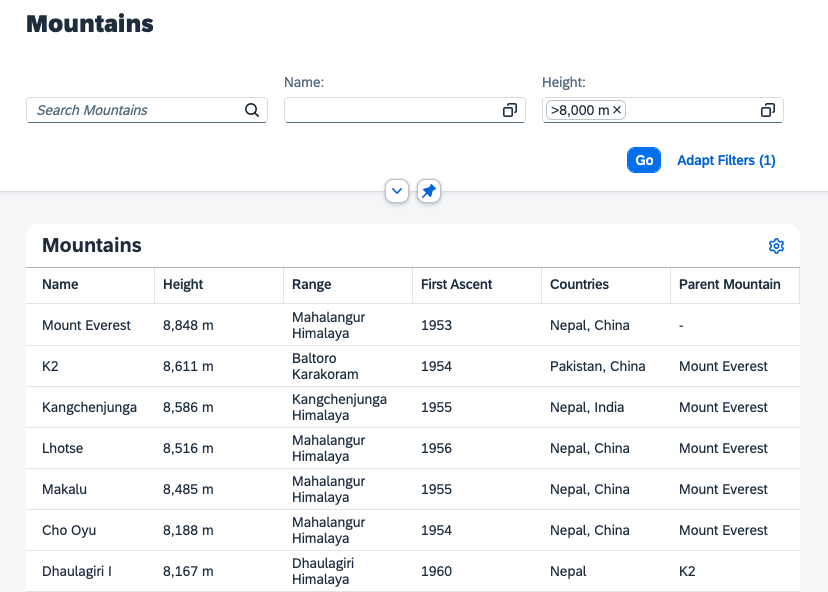 Mountains
Name:
Height:
Search Mountains
>8,000 m
Go
Adapt Filters (1)
Mountains
Name Height Range First Ascent Countries Parent Mountain
Mount Everest 8,848 m Mahalangur Himalaya 1953 Nepal, China -
K2 8,611 m Baltoro Karakoram 1954 Pakistan, China Mount Everest
Kangchenjunga 8,586 m Kangchenjunga Himalaya 1955 Nepal, India Mount Everest
Lhotse 8,516 m Mahalangur Himalaya 1956 Nepal, China Mount Everest
Makalu 8,485 m Mahalangur Himalaya 1955 Nepal, China Mount Everest
Cho Oyu 8,188 m Mahalangur Himalaya 1954 Nepal, China Mount Everest
Dhaulagiri I 8,167 m Dhaulagiri Himalaya 1960 Nepal K2